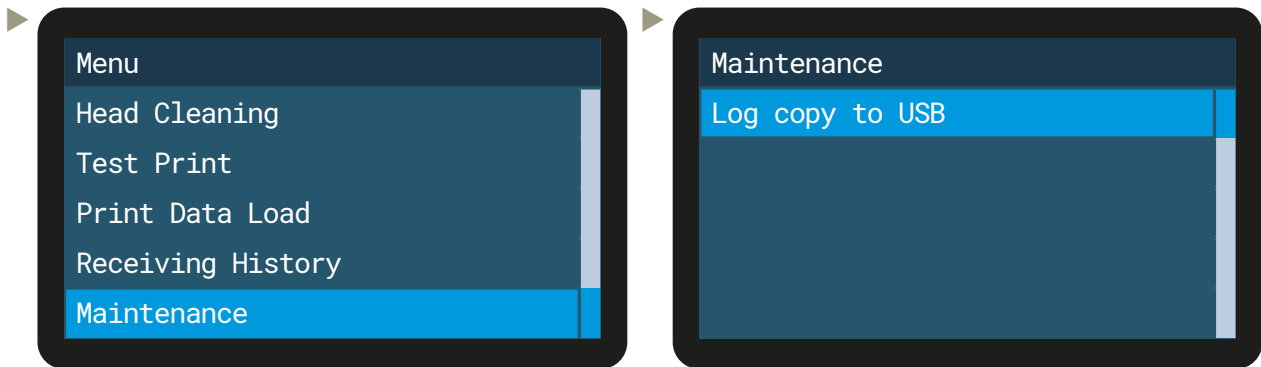 Menu
Head Cleaning
Test Print
Print Data Load
Receiving History
Maintenance
Maintenance
Log copy to USB